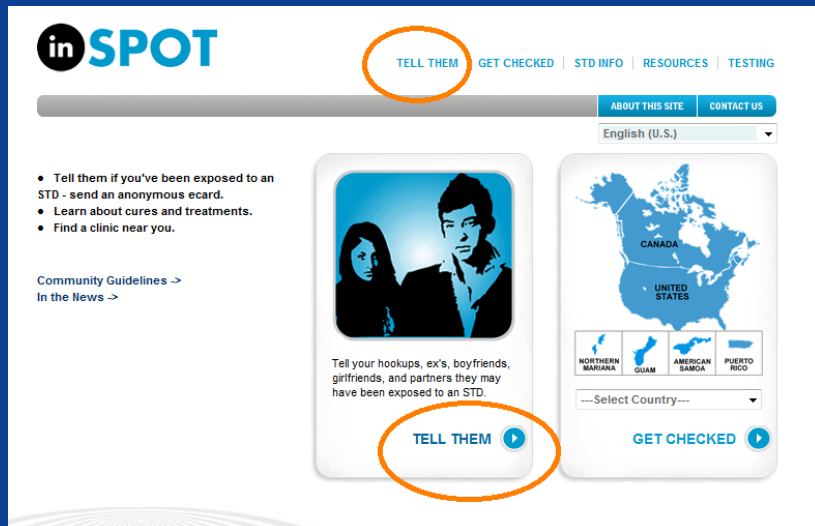 in SPOT
TELL THEM | GET CHECKED | STD INFO | RESOURCES | TESTING
ABOUT THIS SITE | CONTACT US
English (U.S.)
• Tell them if you've been exposed to an
STD - send an anonymous ecard.
• Learn about cures and treatments.
• Find a clinic near you.
Community Guidelines ->
In the News ->
Tell your hookups, ex's, boyfriends,
girlfriends, and partners they may
have been exposed to an STD.
TELL THEM
CANADA
UNITED
STATES
NORTHERN
MARIANA
GUAM
AMERICAN
SAMOA
PUERTO
RICO
---Select Country---
GET CHECKED